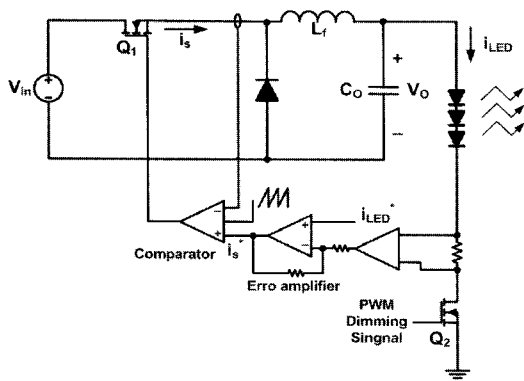 Q1
is
Lf
iLED
Vin
+
−
CO
+
VO
−
iLED*
−
+
is*
Comparator
+
−
Erro amplifier
PWM
Dimming
Singnal
Q2